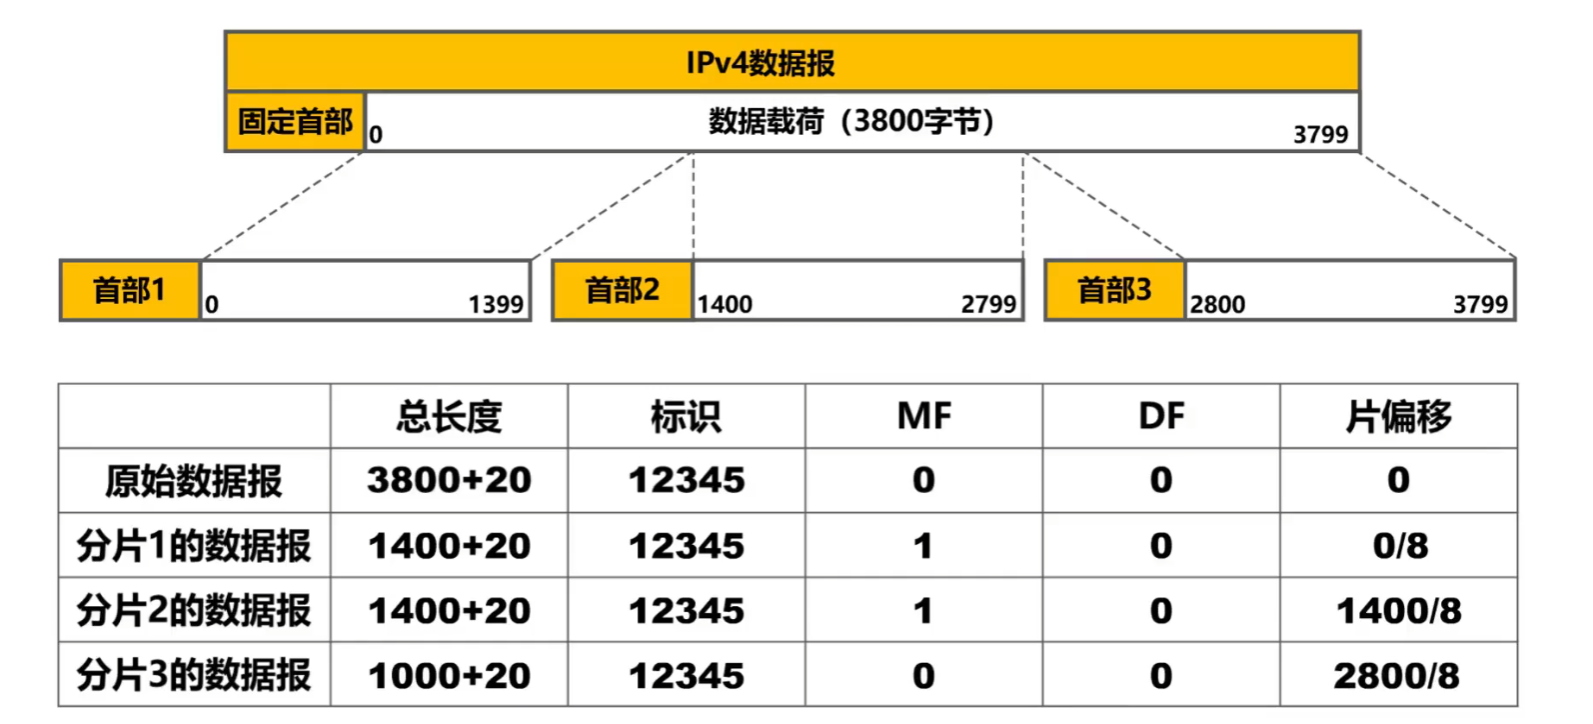 IPv4数据报
固定首部 0 数据载荷（3800字节） 3799
首部1 0 1399 首部2 1400 2799 首部3 2800 3799
总长度 标识 MF DF 片偏移
原始数据报 3800+20 12345 0 0 0
分片1的数据报 1400+20 12345 1 0 0/8
分片2的数据报 1400+20 12345 1 0 1400/8
分片3的数据报 1000+20 12345 0 0 2800/8